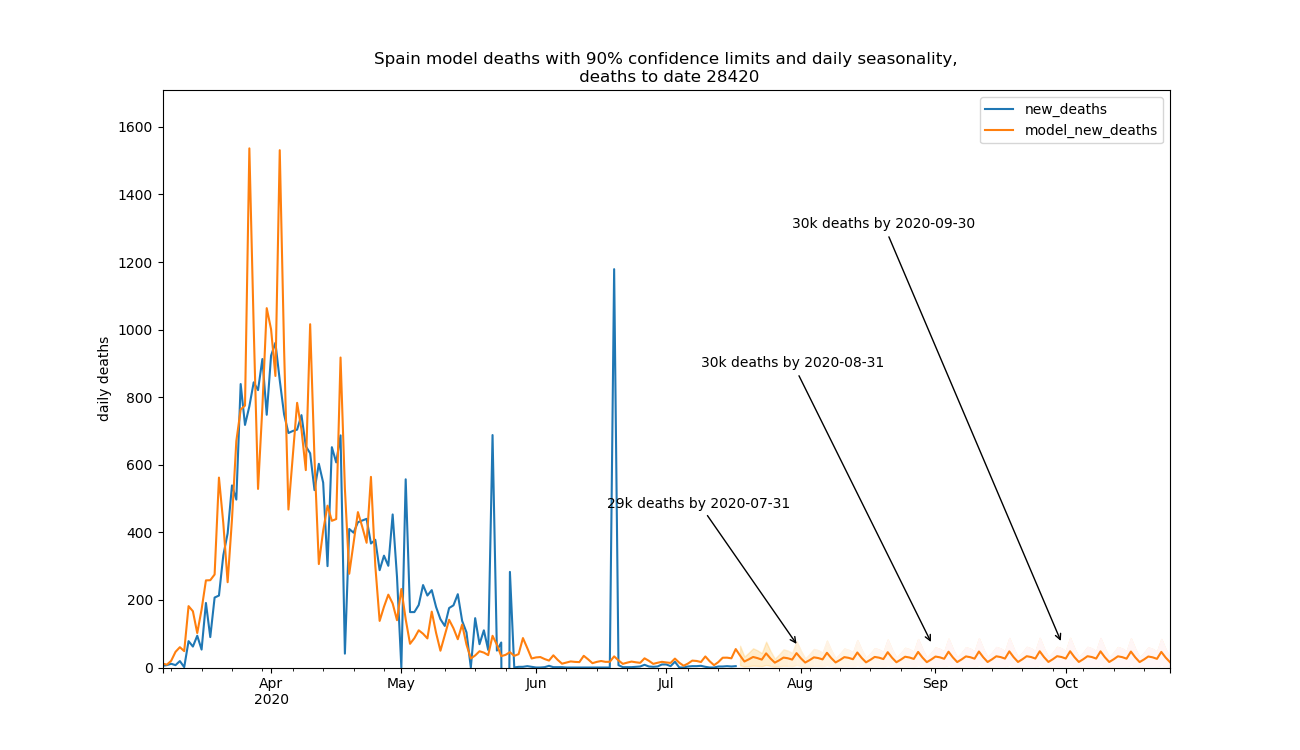 Spain model deaths with 90% confidence limits and daily seasonality,
deaths to date 28420
new_deaths
model_new_deaths
1600
1400
1200
1000
800
600
400
200
0
daily deaths
30k deaths by 2020-09-30
30k deaths by 2020-08-31
29k deaths by 2020-07-31
Apr
2020
May
Jun
Jul
Aug
Sep
Oct